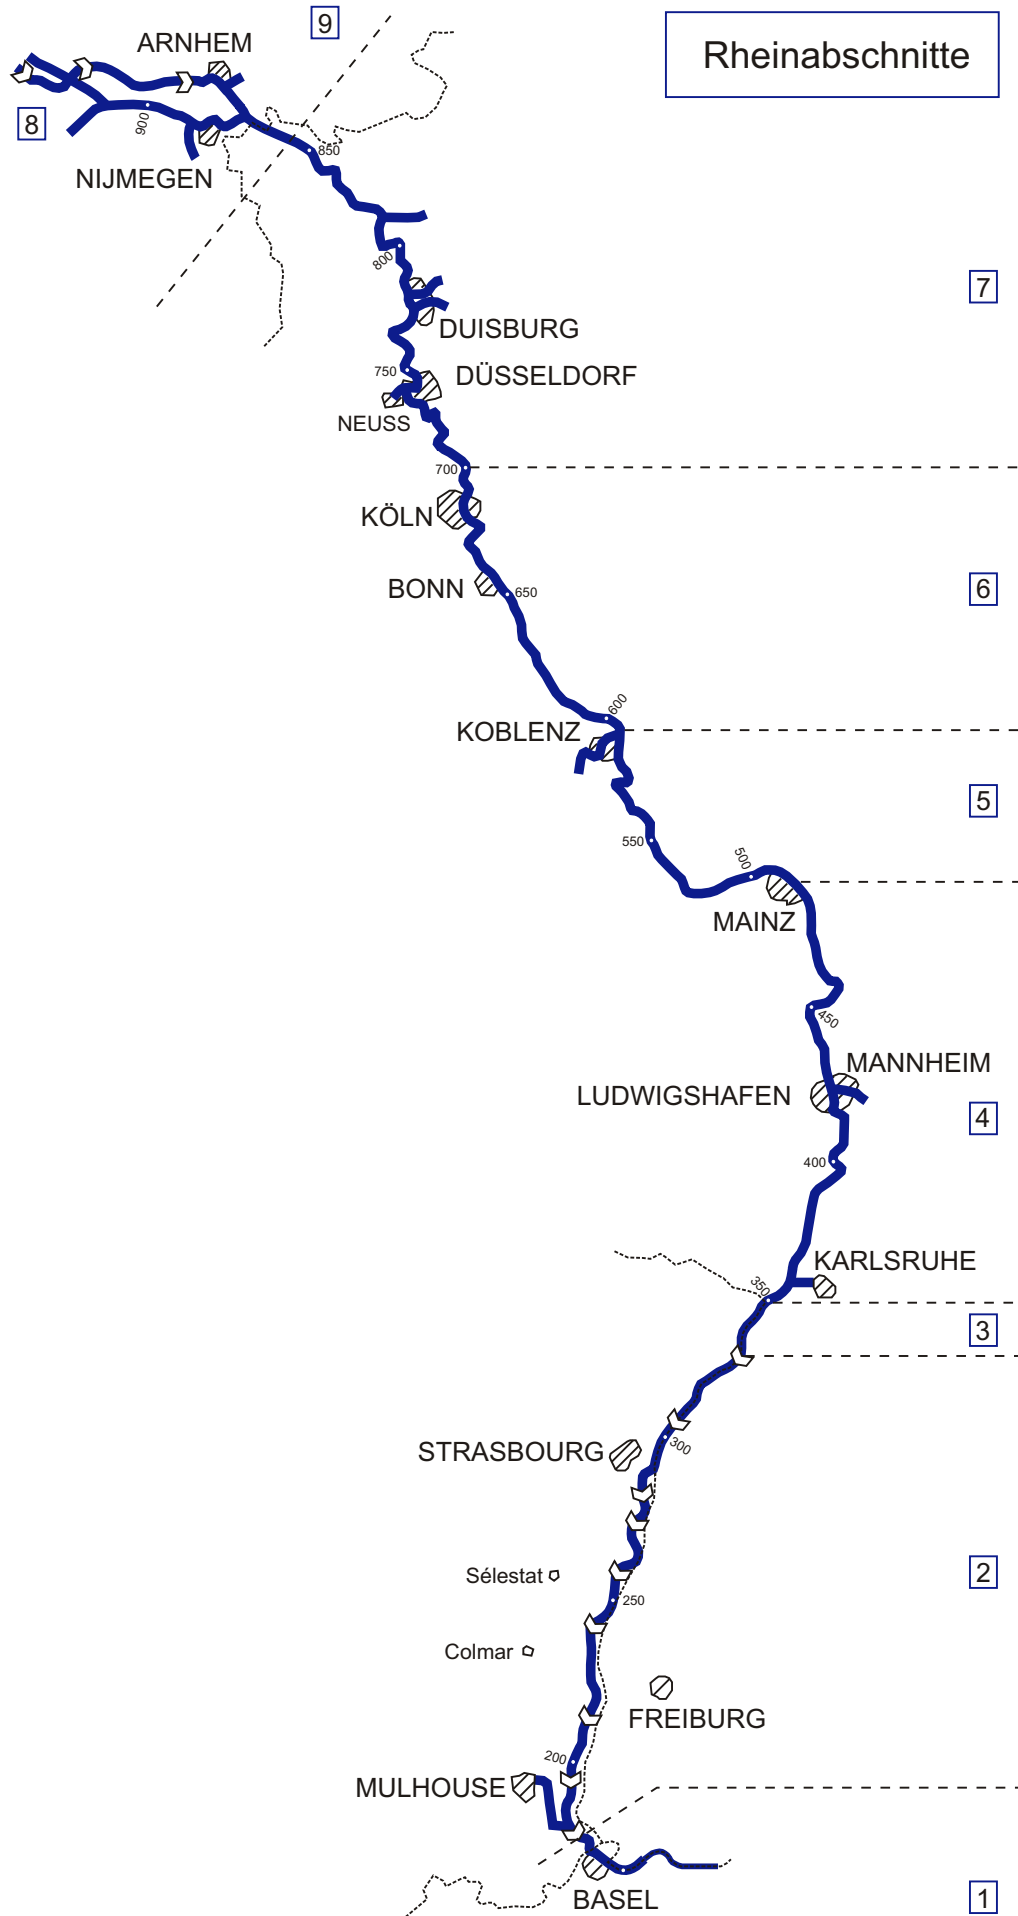 9
Rheinabschnitte
ARNHEM
8
900
850
NIJMEGEN
800
7
DUISBURG
750
DÜSSELDORF
NEUSS
700
KÖLN
BONN
650
6
600
KOBLENZ
5
550
500
MAINZ
450
MANNHEIM
LUDWIGSHAFEN
4
400
KARLSRUHE
350
3
STRASBOURG
300
Sélestat
2
250
Colmar
FREIBURG
200
MULHOUSE
BASEL
1